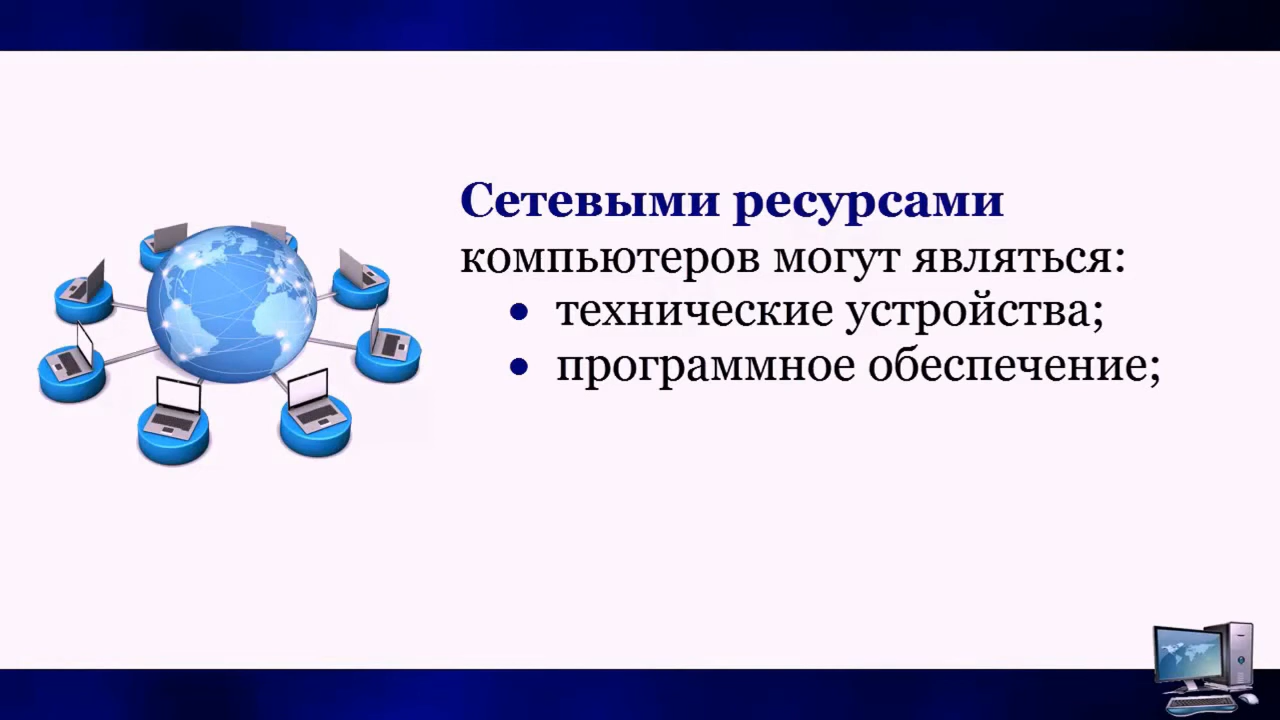 Сетевыми ресурсами
компьютеров могут являться:
• технические устройства;
• программное обеспечение;